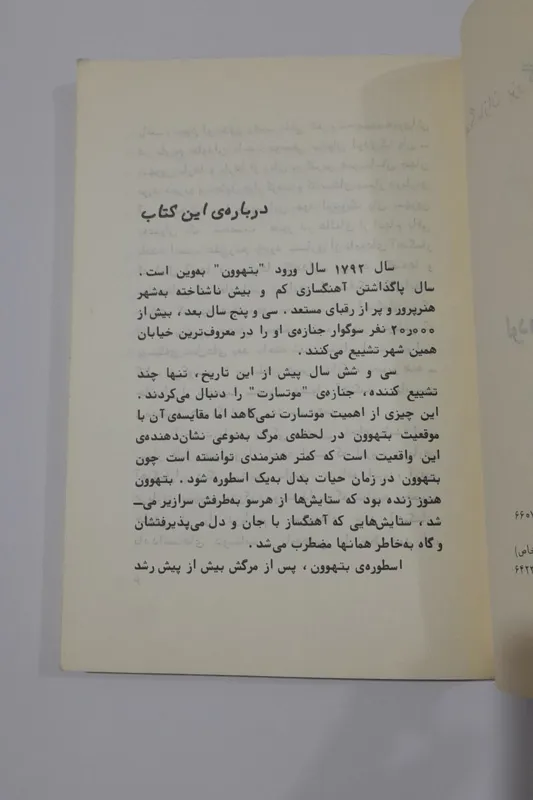 درباره‌ی این کتاب
سال ۱۷۹۲ سال ورود "بتهوون" به‌وین است .
سال پاگذاشتن آهنگسازی کم و بیش ناشناخته به‌شهر
هنرپرور و پر از رقبای مستعد . سی و پنج سال بعد ، بیش از
۲۰ر۰۰۰ نفر سوگوار جنازه‌ی او را در معروف‌ترین خیابان
همین شهر تشییع می‌کنند .
سی و شش سال پیش از این تاریخ، تنها چند
تشییع کننده، جنازه‌ی "موتسارت" را دنبال می‌کردند .
این چیزی از اهمیت موتسارت نمی‌کاهد اما مقایسه‌ی آن با
موقعیت بتهوون در لحظه‌ی مرگ به‌نوعی نشان‌دهنده‌ی
این واقعیت است که کمتر هنرمندی توانسته است چون
بتهوون در زمان حیات بدل به‌یک اسطوره شود . بتهوون
هنوز زنده بود که ستایش‌ها از هرسو به‌طرفش سرازیر می‌ـ
شد ، ستایش‌هایی که آهنگساز با جان و دل می‌پذیرفتشان
و گاه به‌خاطر همانها مضطرب می‌شد .
اسطوره‌ی بتهوون ، پس از مرگش بیش از پیش رشد